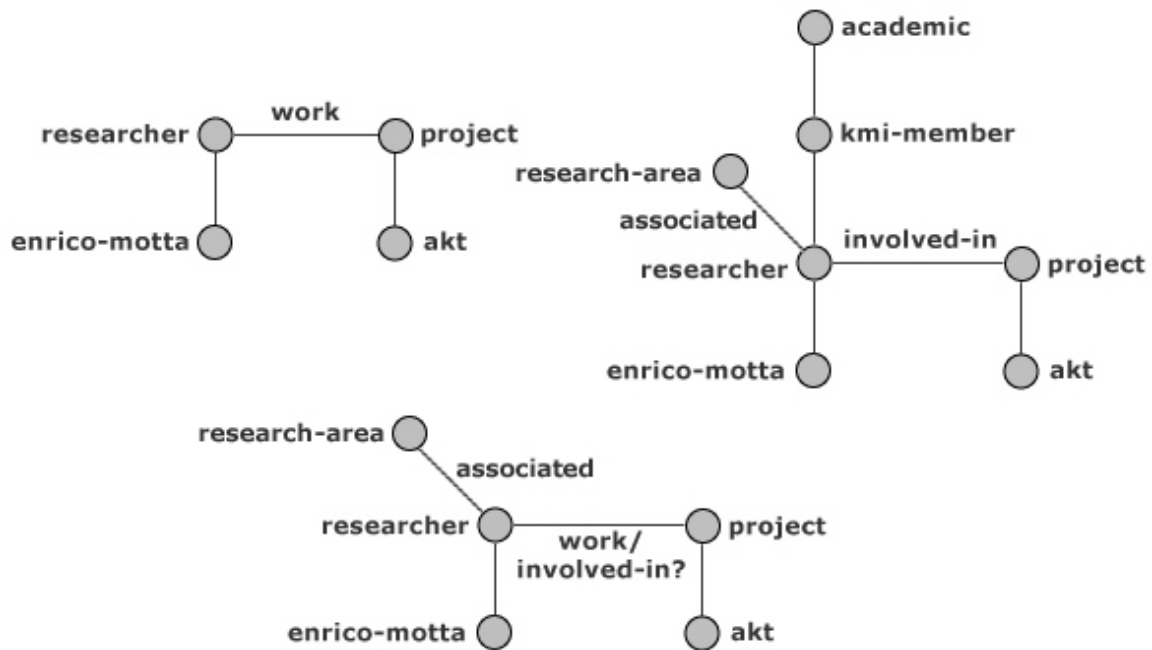 work
researcher
project
enrico-motta
akt
academic
kmi-member
research-area
associated
involved-in
researcher
project
enrico-motta
akt
research-area
associated
researcher
project
work/
involved-in?
enrico-motta
akt